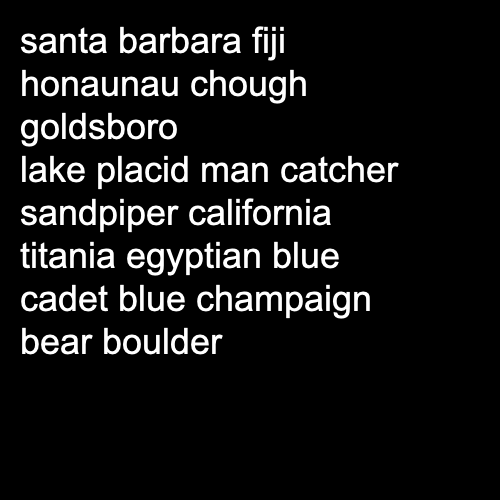 santa barbara fiji
honaunau chough
goldsboro
lake placid man catcher
sandpiper california
titania egyptian blue
cadet blue champaign
bear boulder